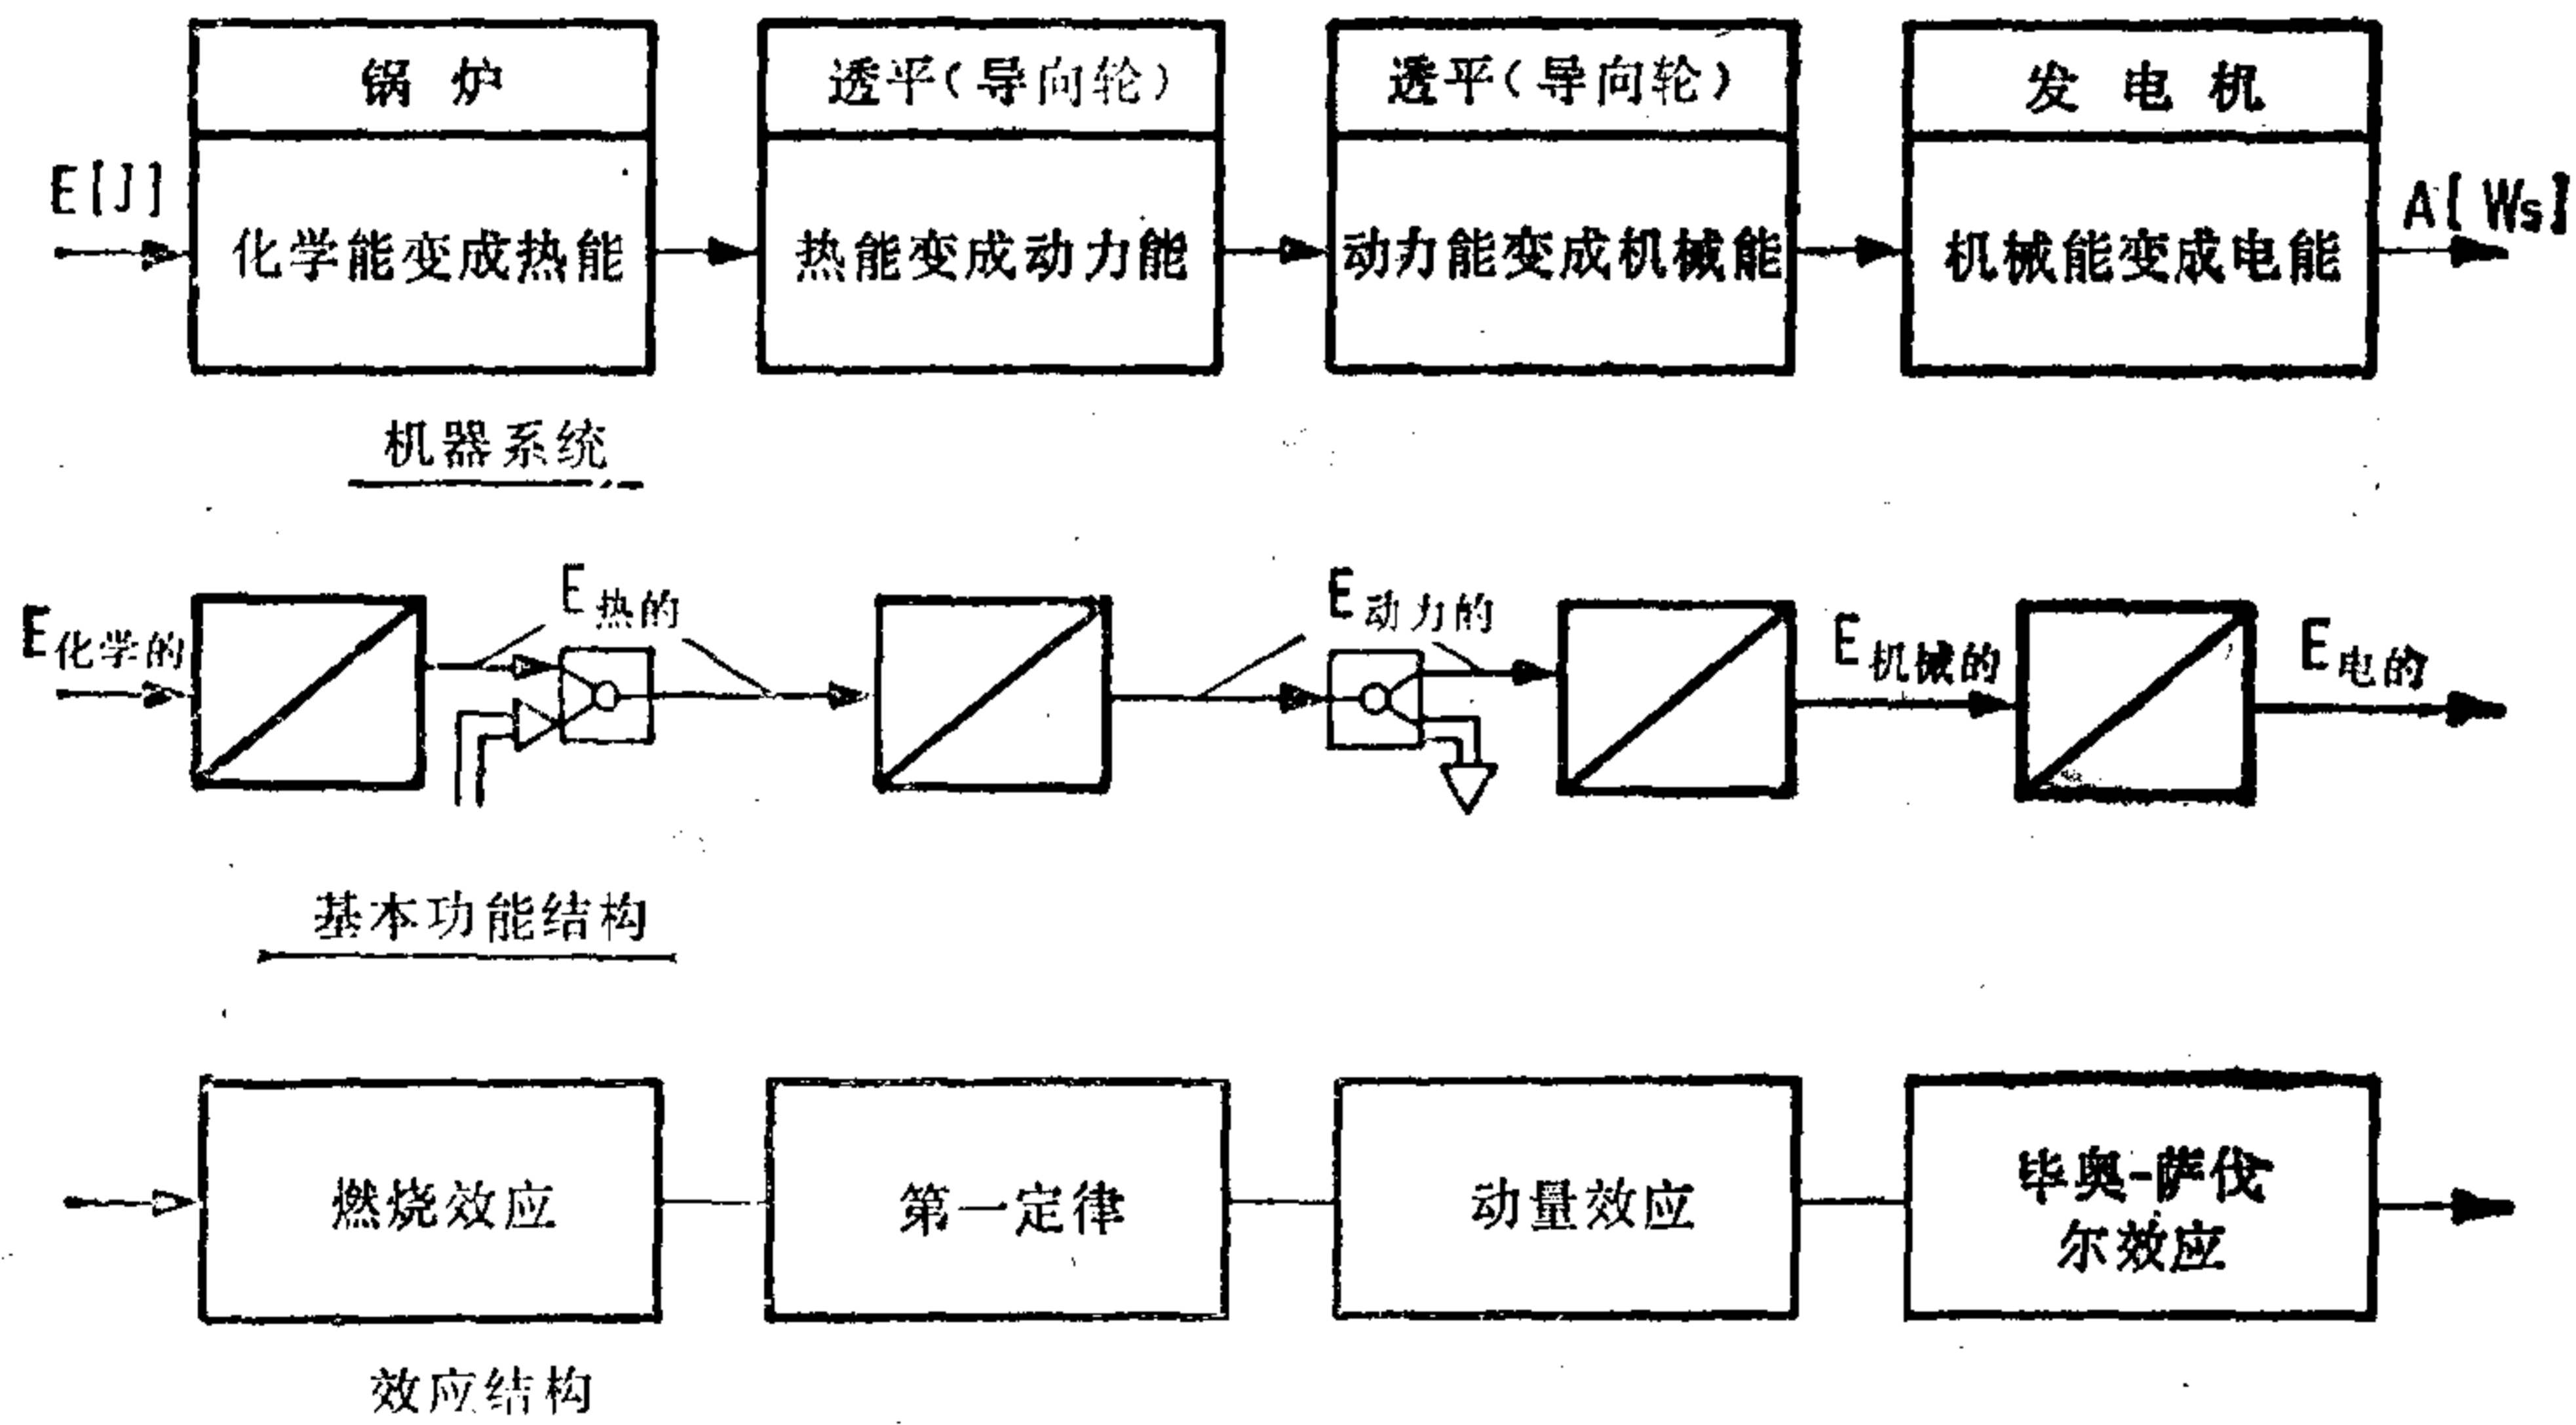 锅炉
透平(导向轮)
透平(导向轮)
发电机
E[J]
化学能变成热能
热能变成动力能
动力能变成机械能
机械能变成电能
A[Ws]
机器系统
E化学的
E热的
E动力的
E机械的
E电的
基本功能结构
燃烧效应
第一定律
动量效应
毕奥-萨伐
尔效应
效应结构